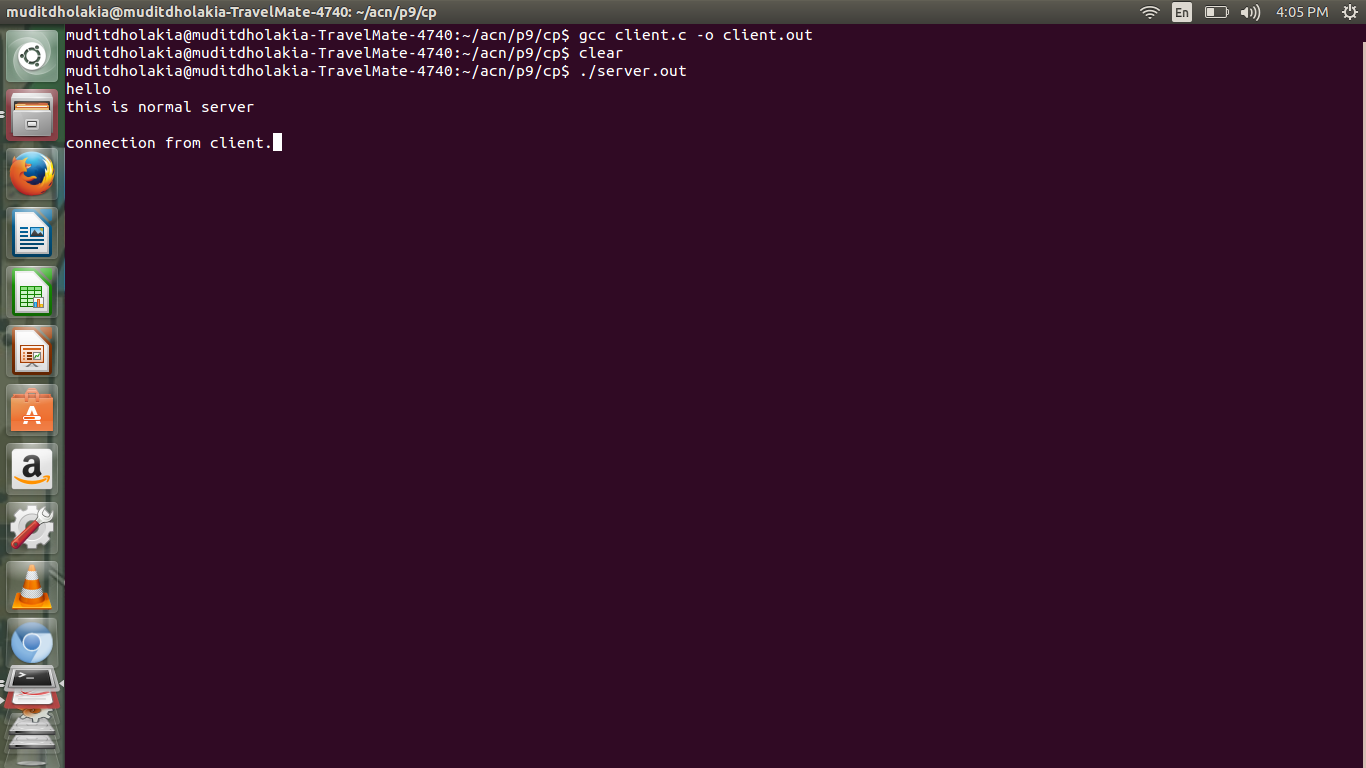 muditdholakia@muditdholakia-TravelMate-4740: ~/acn/p9/cp
En
4:05 PM
muditdholakia@muditdholakia-TravelMate-4740:~/acn/p9/cp$ gcc client.c -o client.out
muditdholakia@muditdholakia-TravelMate-4740:~/acn/p9/cp$ clear
muditdholakia@muditdholakia-TravelMate-4740:~/acn/p9/cp$ ./server.out
hello
this is normal server
connection from client.
A
a
>_